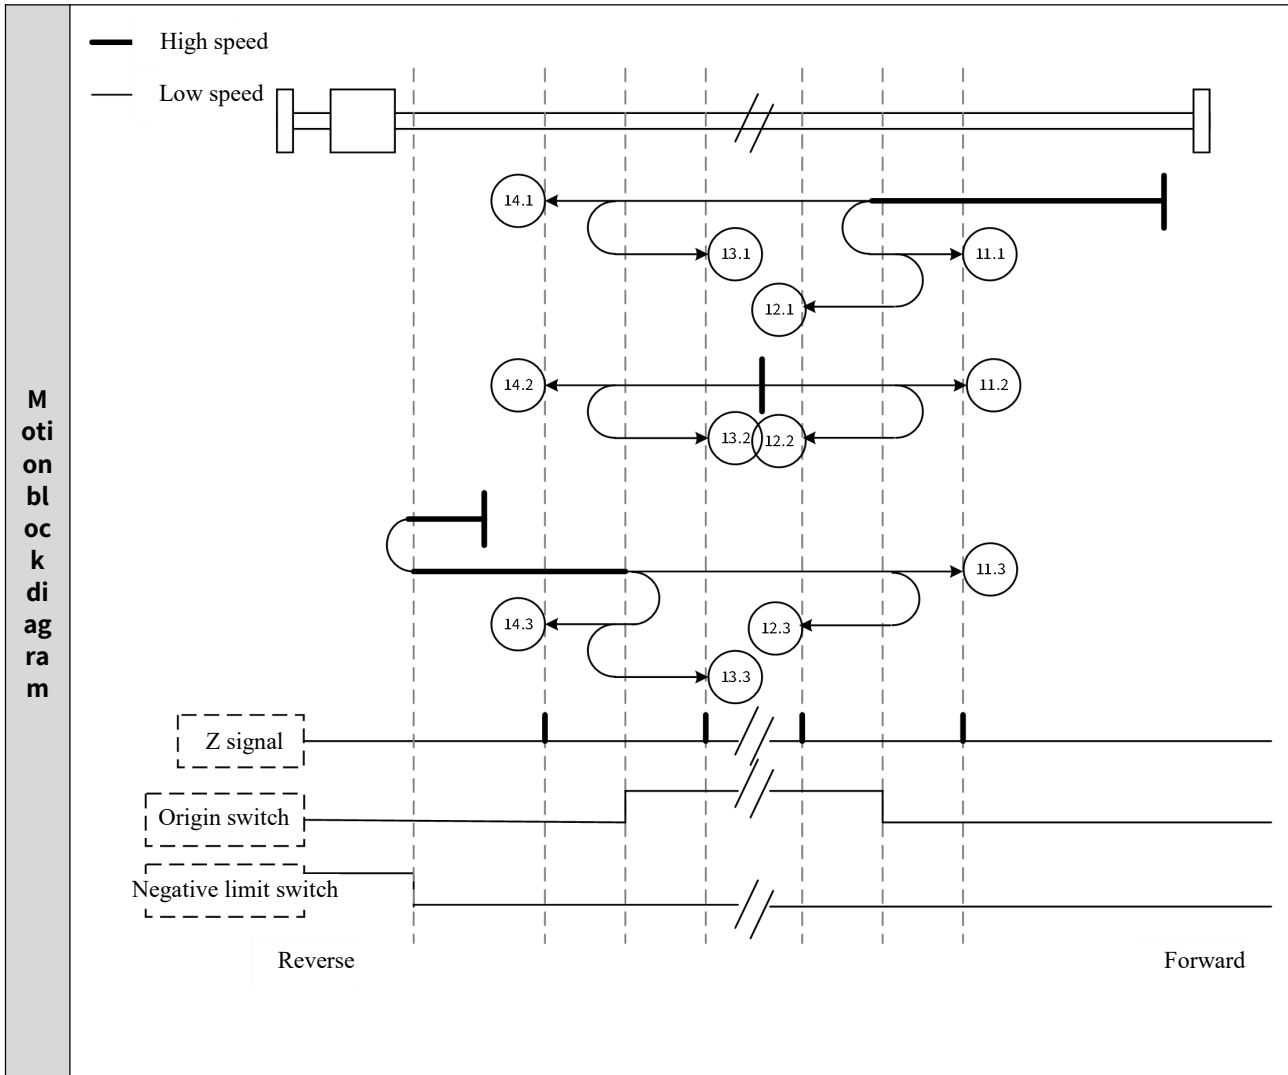 High speed
Low speed
14.1
13.1
11.1
12.1
M
oti
on
bl
oc
k
di
ag
ra
m
14.2
11.2
13.2
12.2
11.3
14.3
12.3
13.3
Z signal
Origin switch
Negative limit switch
Reverse
Forward